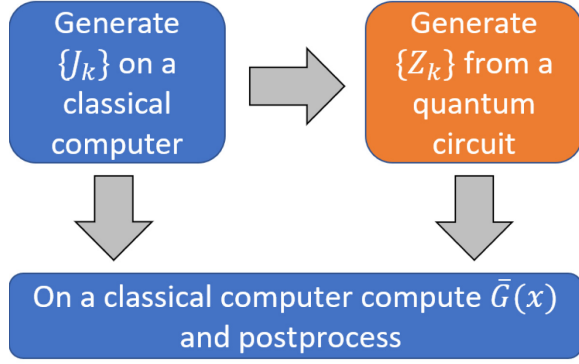 Generate
{J_k} on a
classical
computer
Generate
{Z_k} from a
quantum
circuit
On a classical computer compute G̅(x)
and postprocess